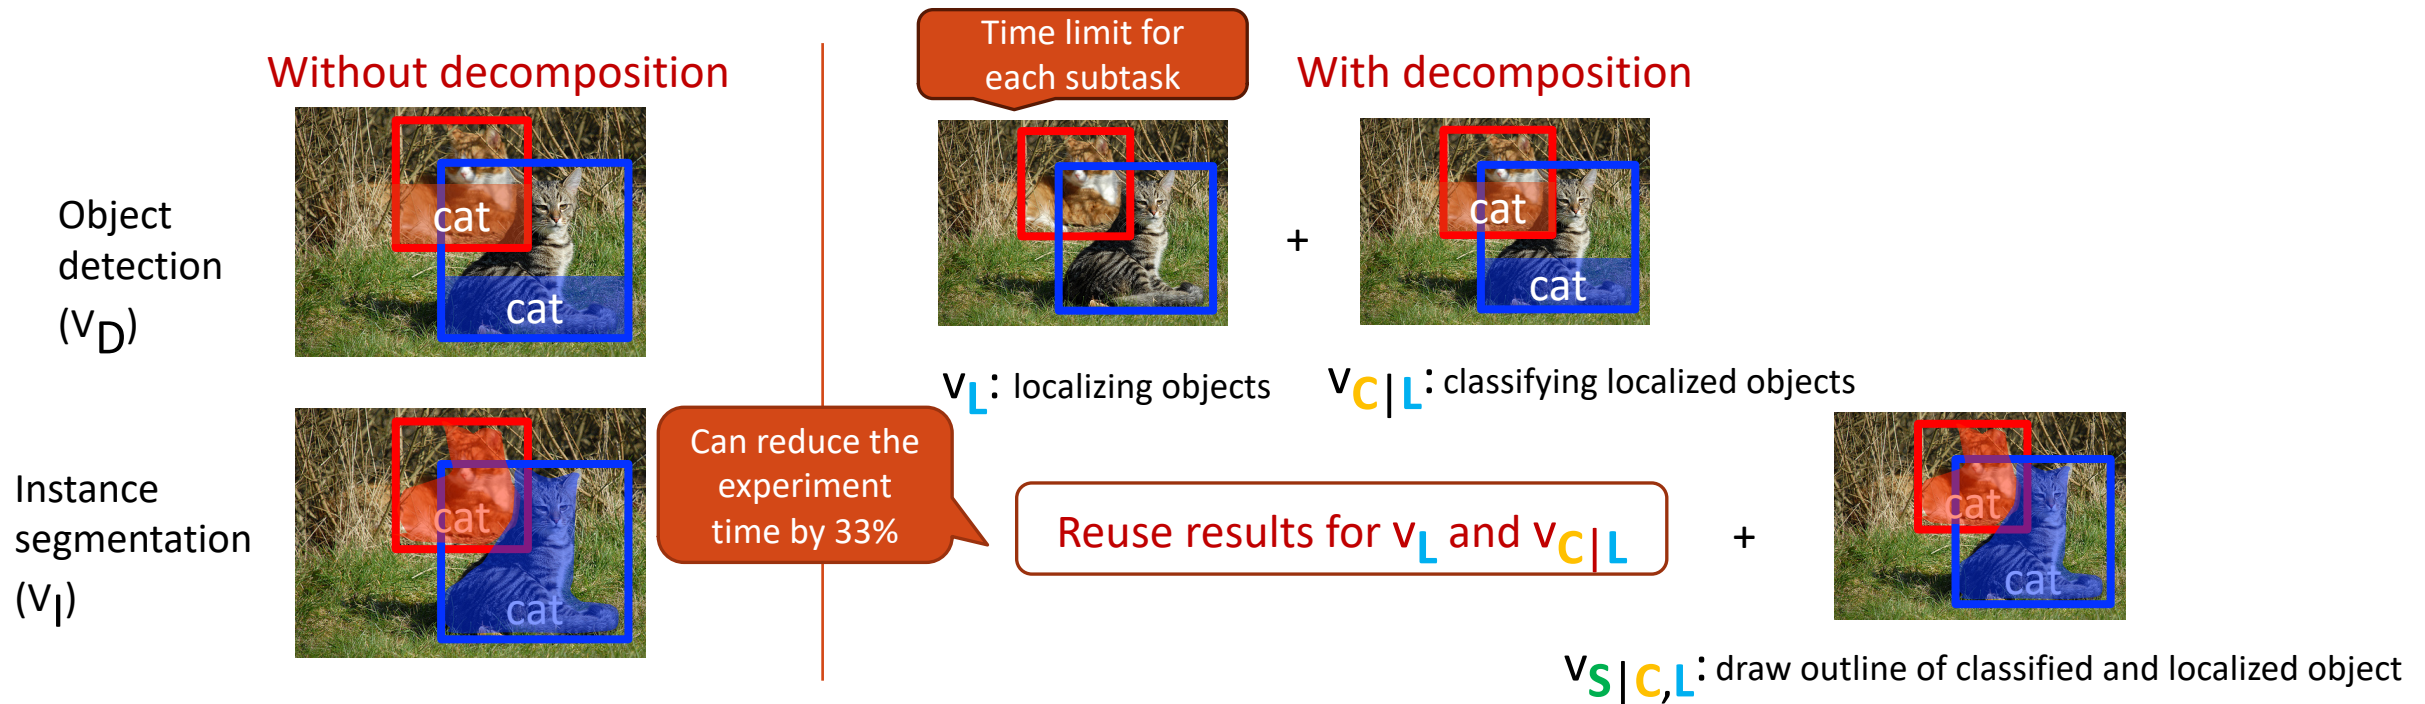 Without decomposition
Time limit for
each subtask
With decomposition
Object
detection
(VD)
cat
cat
+
cat
cat
vL: localizing objects
vC|L: classifying localized objects
Instance
segmentation
(VI)
cat
cat
Can reduce the
experiment
time by 33%
Reuse results for vL and vC|L
+
cat
cat
vS|C,L: draw outline of classified and localized object